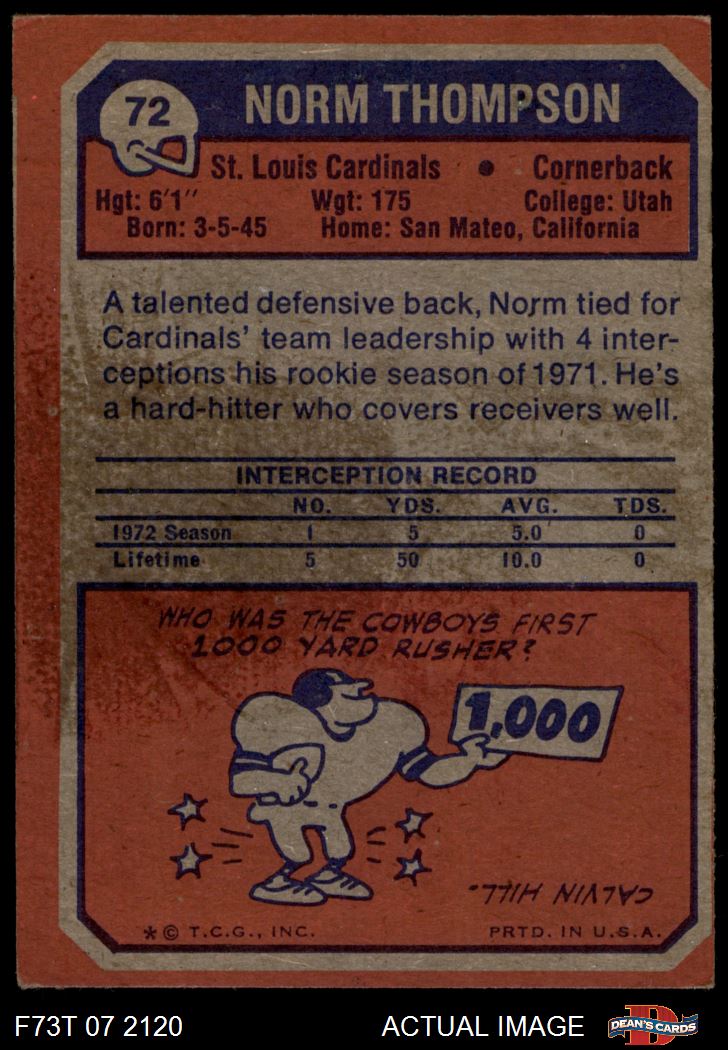 72
NORM THOMPSON
St. Louis Cardinals • Cornerback
Hgt: 6'1" Wgt: 175 College: Utah
Born: 3-5-45 Home: San Mateo, California
A talented defensive back, Norm tied for
Cardinals' team leadership with 4 inter-
ceptions his rookie season of 1971. He's
a hard-hitter who covers receivers well.
INTERCEPTION RECORD
NO. YDS. AVG. TDS.
1972 Season 1 5 5.0 0
Lifetime 5 50 10.0 0
WHO WAS THE COWBOYS FIRST
1000 YARD RUSHER?
1,000
CALVIN HILL.
* © T.C.G., INC. PRTD. IN U.S.A.
F73T 07 2120 ACTUAL IMAGE DEAN'S CARDS